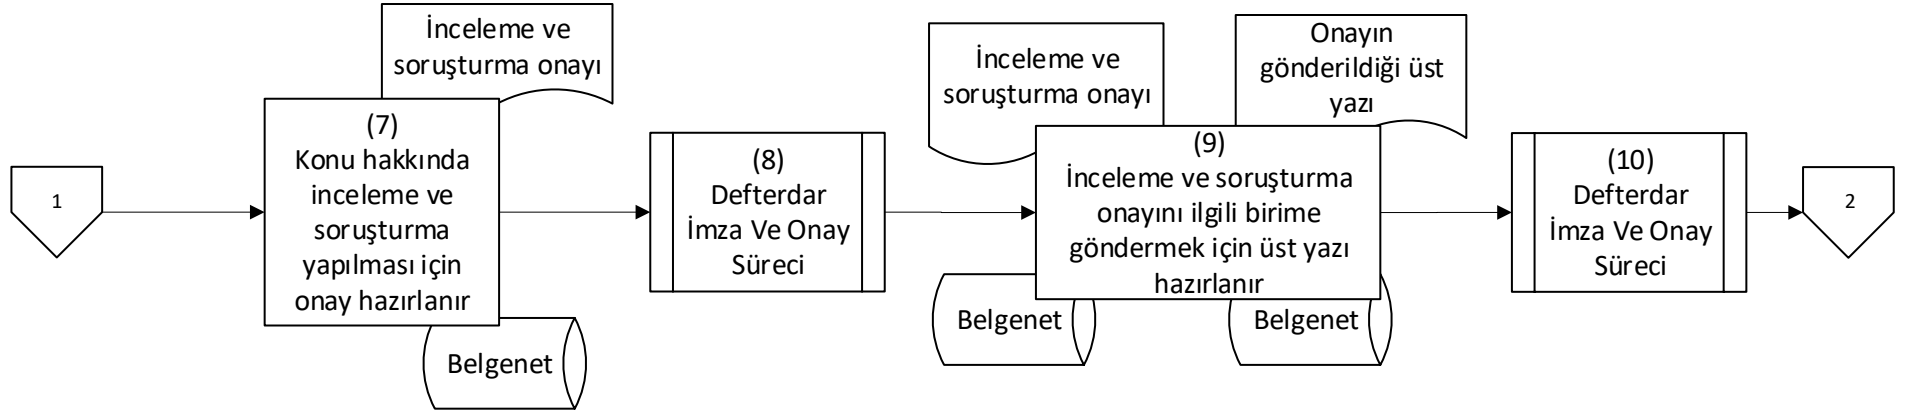 1
İnceleme ve
soruşturma onayı
(7)
Konu hakkında
inceleme ve
soruşturma
yapılması için
onay hazırlanır
Belgenet
(8)
Defterdar
İmza Ve Onay
Süreci
İnceleme ve
soruşturma onayı
Onayın
gönderildiği üst
yazı
(9)
İnceleme ve soruşturma
onayını ilgili birime
göndermek için üst yazı
hazırlanır
Belgenet
Belgenet
(10)
Defterdar
İmza Ve Onay
Süreci
2